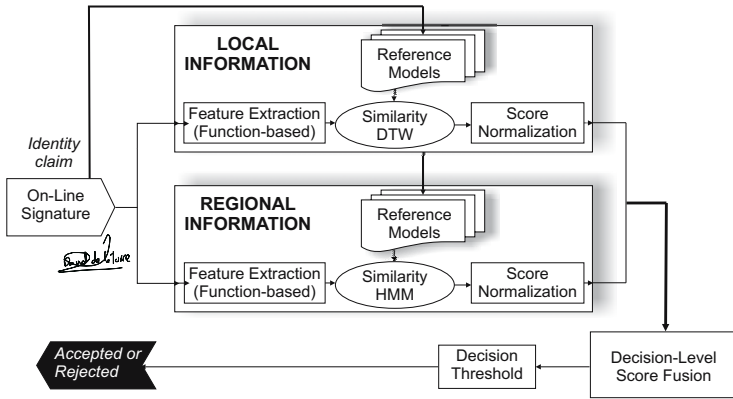 LOCAL
INFORMATION
Reference
Models
Feature Extraction
(Function-based)
Similarity
DTW
Score
Normalization
Identity
claim
On-Line
Signature
REGIONAL
INFORMATION
Reference
Models
Feature Extraction
(Function-based)
Similarity
HMM
Score
Normalization
Accepted or
Rejected
Decision
Threshold
Decision-Level
Score Fusion